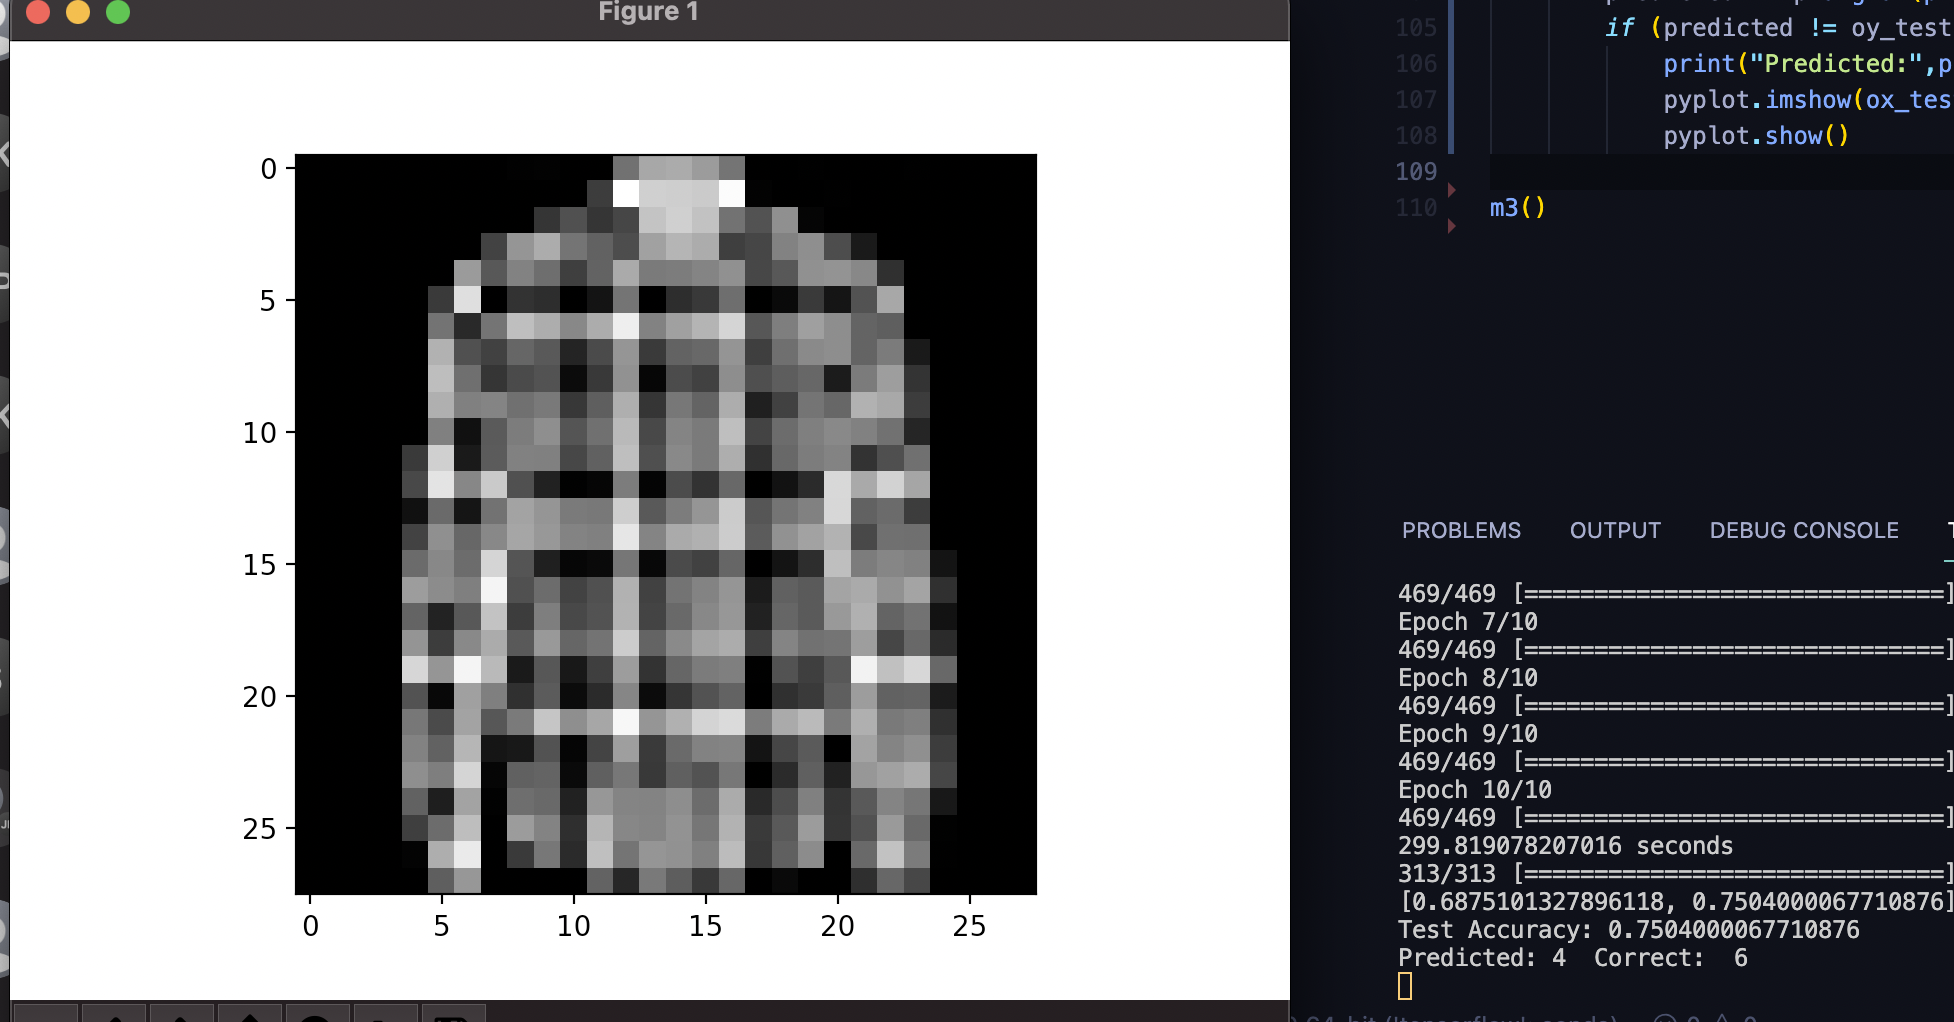 Figure 1
0
5
10
15
20
25
0 5 10 15 20 25
105 if (predicted != oy_test
106 print("Predicted:",p
107 pyplot.imshow(ox_tes
108 pyplot.show()
109
110 m3()
PROBLEMS OUTPUT DEBUG CONSOLE
469/469 [==============================]
Epoch 7/10
469/469 [==============================]
Epoch 8/10
469/469 [==============================]
Epoch 9/10
469/469 [==============================]
Epoch 10/10
469/469 [==============================]
299.819078207016 seconds
313/313 [==============================]
[0.6875101327896118, 0.7504000067710876]
Test Accuracy: 0.7504000067710876
Predicted: 4 Correct: 6